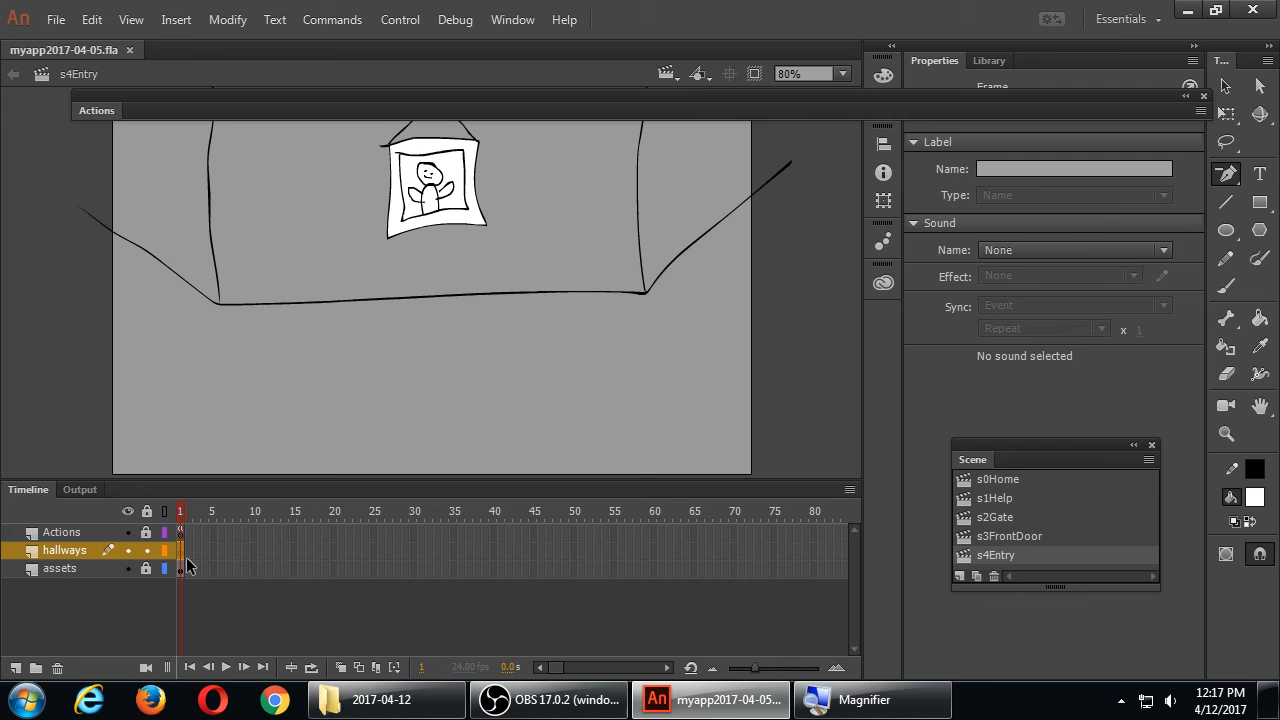 An File Edit View Insert Modify Text Commands Control Debug Window Help Essentials
myapp2017-04-05.fla ×
s4Entry 80%
Properties Library T...
Frame
Actions
Label
Name:
Type: Name
Sound
Name: None
Effect: None
Sync: Event
Repeat x 1
No sound selected
Scene
s0Home
s1Help
s2Gate
s3FrontDoor
s4Entry
Timeline Output
1 5 10 15 20 25 30 35 40 45 50 55 60 65 70 75 80
Actions
hallways
assets
1 24.00 fps 0.0 s
2017-04-12 OBS 17.0.2 (windo... An myapp2017-04-05... Magnifier
12:17 PM
4/12/2017